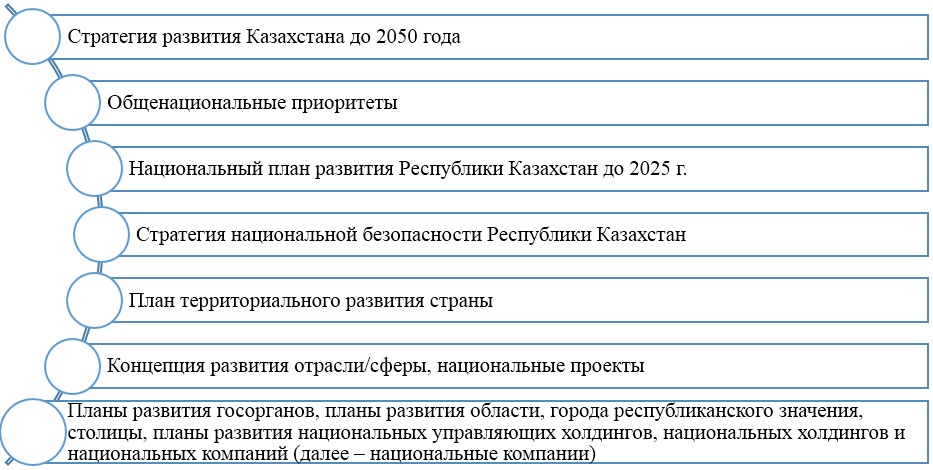 Стратегия развития Казахстана до 2050 года
Общенациональные приоритеты
Национальный план развития Республики Казахстан до 2025 г.
Стратегия национальной безопасности Республики Казахстан
План территориального развития страны
Концепция развития отрасли/сферы, национальные проекты
Планы развития госорганов, планы развития области, города республиканского значения,
столицы, планы развития национальных управляющих холдингов, национальных холдингов и
национальных компаний (далее – национальные компании)